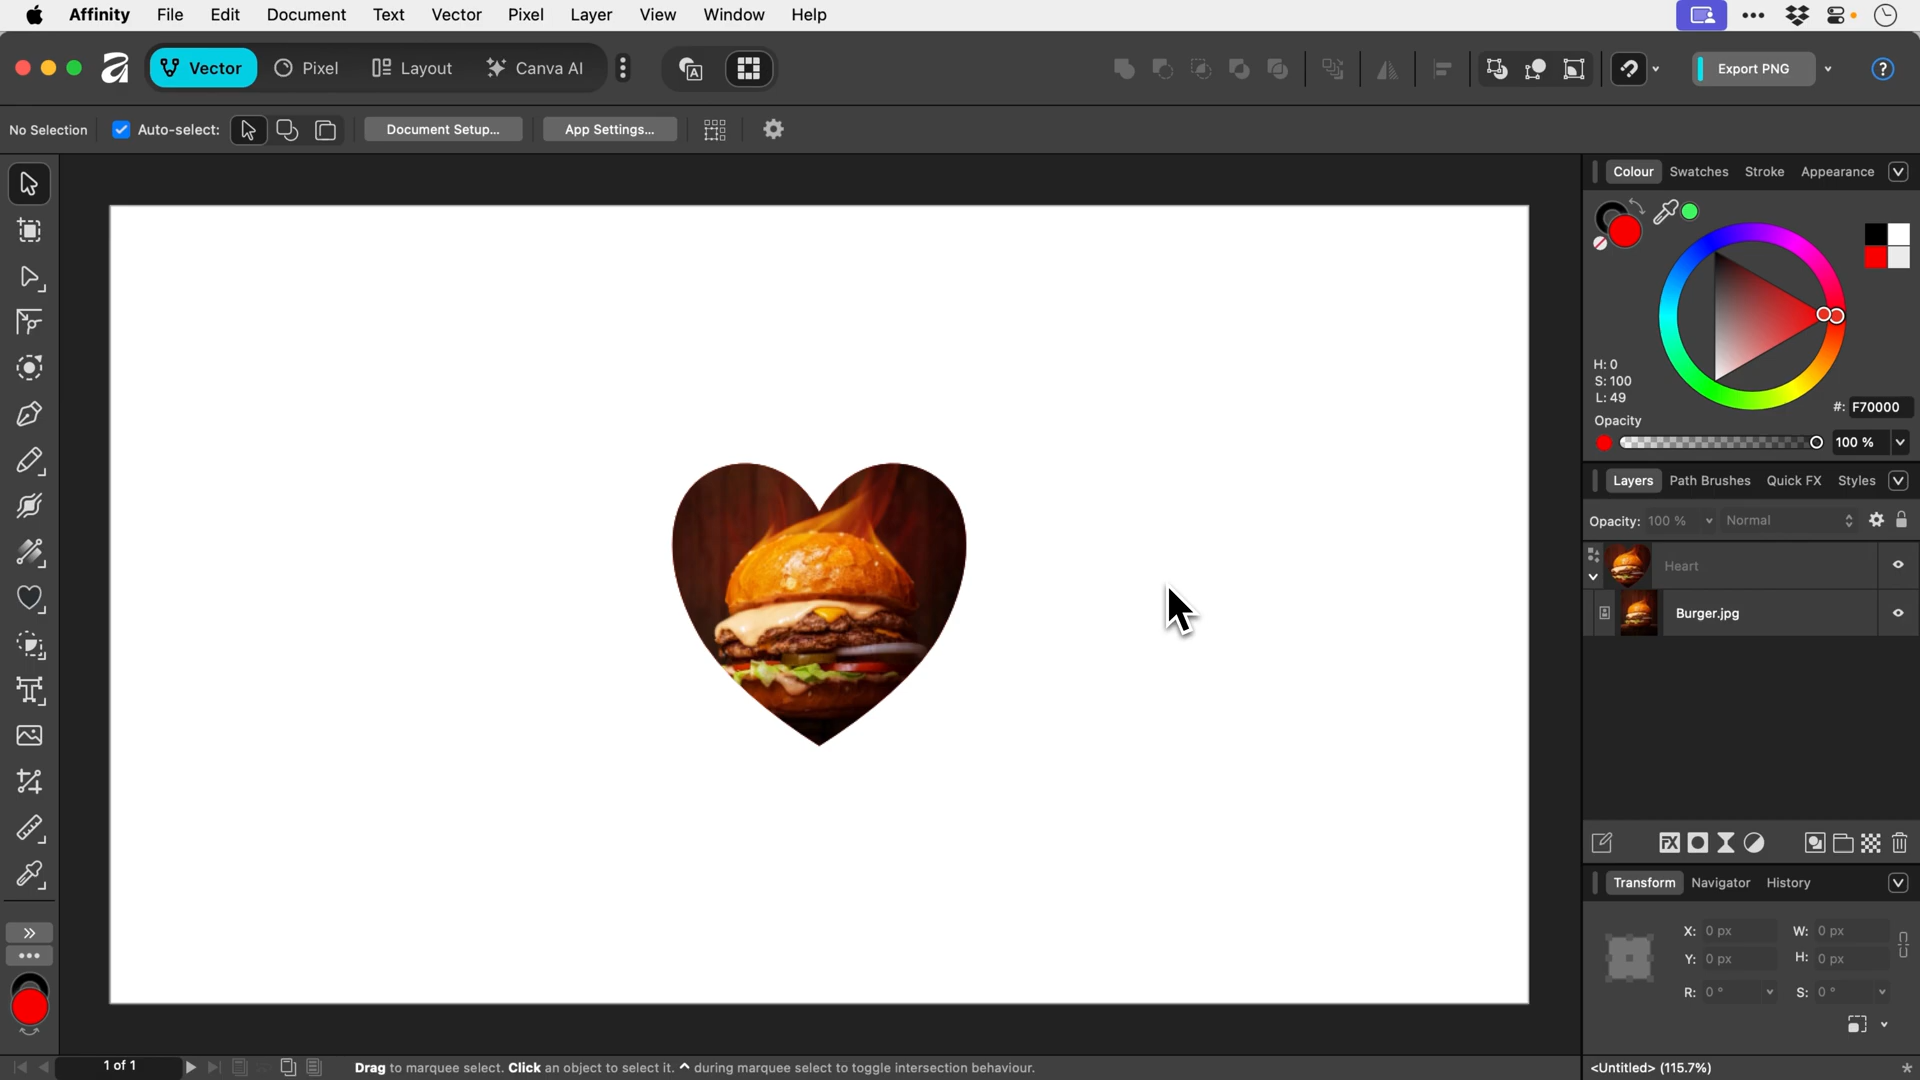 Affinity File Edit Document Text Vector Pixel Layer View Window Help
Vector Pixel Layout Canva AI Export PNG ?
No Selection Auto-select: Document Setup... App Settings...
Colour Swatches Stroke Appearance
H: 0
S: 100
L: 49
#: F70000
Opacity
100 %
Layers Path Brushes Quick FX Styles
Opacity: 100 % Normal
Heart
Burger.jpg
FX
Transform Navigator History
X: 0 px W: 0 px
Y: 0 px H: 0 px
R: 0 ° S: 0 °
1 of 1 Drag to marquee select. Click an object to select it. ^ during marquee select to toggle intersection behaviour. <Untitled> (115.7%) *